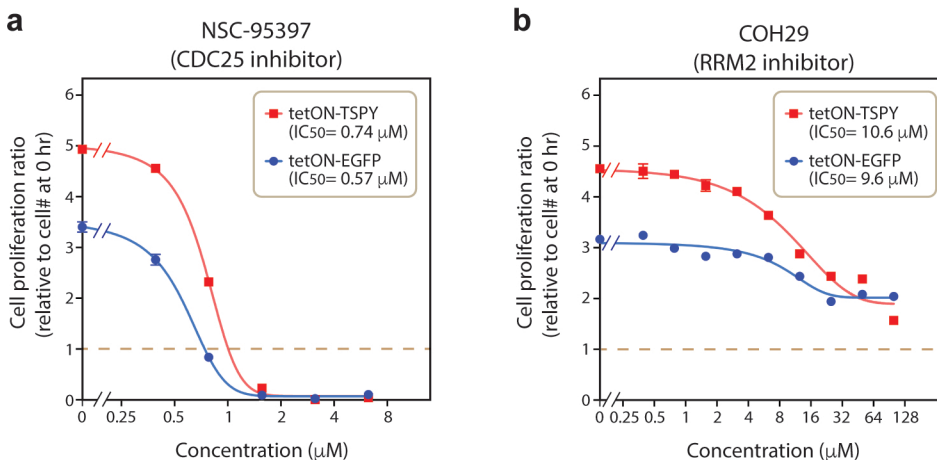 a
NSC-95397
(CDC25 inhibitor)
Cell proliferation ratio
(relative to cell# at 0 hr)
6
5
4
3
2
1
0
tetON-TSPY
(IC50= 0.74 μM)
tetON-EGFP
(IC50= 0.57 μM)
0 0.25 0.5 1 2 4 8
Concentration (μM)
b
COH29
(RRM2 inhibitor)
Cell proliferation ratio
(relative to cell# at 0 hr)
6
5
4
3
2
1
0
tetON-TSPY
(IC50= 10.6 μM)
tetON-EGFP
(IC50= 9.6 μM)
0 0.25 0.5 1 2 4 8 16 32 64 128
Concentration (μM)